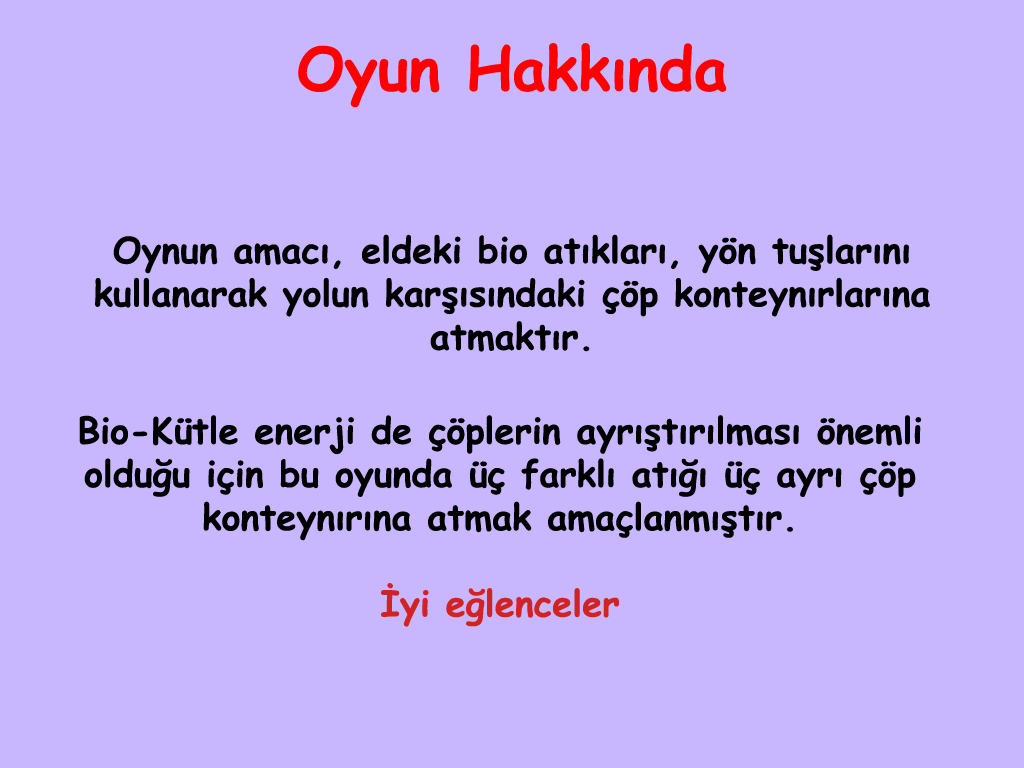 Oyun Hakkında
Oynun amacı, eldeki bio atıkları, yön tuşlarını
kullanarak yolun karşısındaki çöp konteynırlarına
atmaktır.
Bio-Kütle enerji de çöplerin ayrıştırılması önemli
olduğu için bu oyunda üç farklı atığı üç ayrı çöp
konteynırına atmak amaçlanmıştır.
İyi eğlenceler